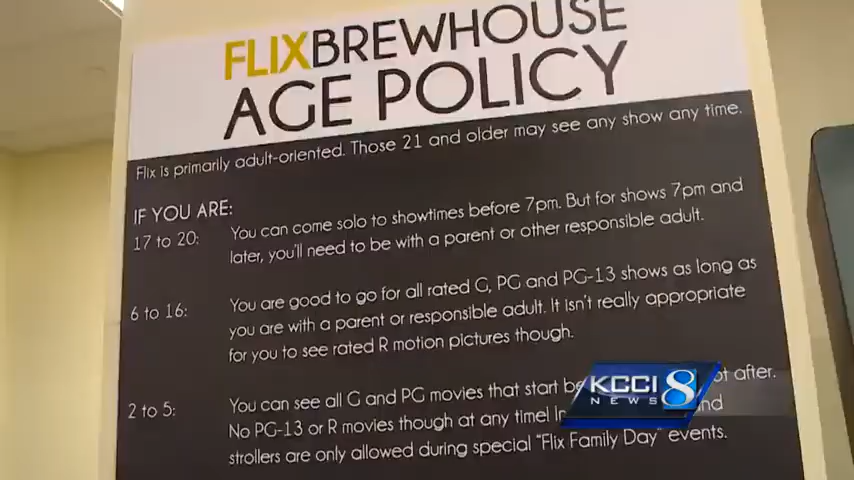 FLIXBREWHOUSE
AGE POLICY
Flix is primarily adult-oriented. Those 21 and older may see any show any time.
IF YOU ARE:
17 to 20: You can come solo to showtimes before 7pm. But for shows 7pm and
later, you'll need to be with a parent or other responsible adult.
6 to 16: You are good to go for all rated G, PG and PG-13 shows as long as
you are with a parent or responsible adult. It isn't really appropriate
for you to see rated R motion pictures though.
2 to 5: You can see all G and PG movies that start after.
No PG-13 or R movies though at any time!
strollers are only allowed during special "Flix Family Day" events.
KCCI 8
NEWS